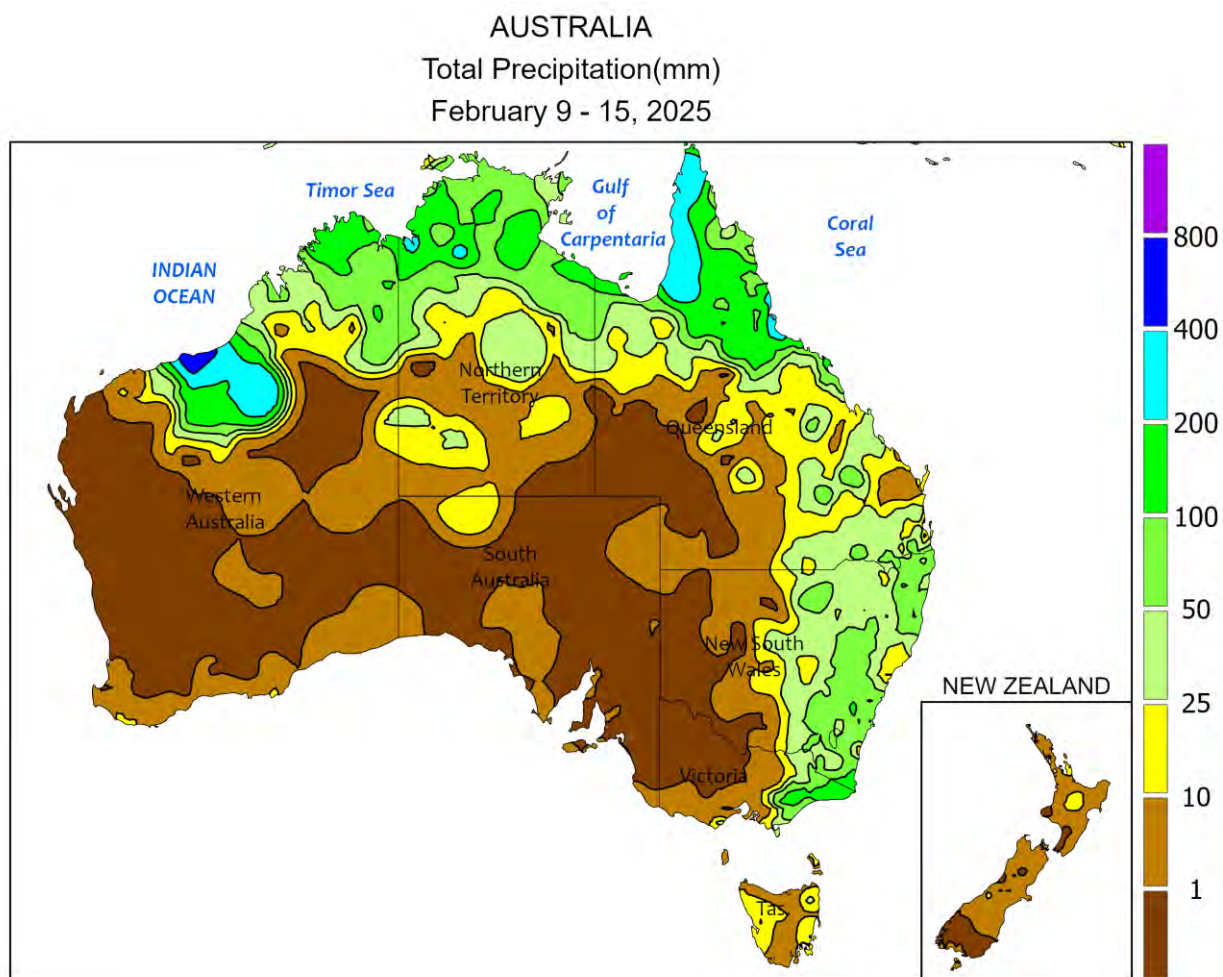 AUSTRALIA
Total Precipitation(mm)
February 9 - 15, 2025
Timor Sea
Gulf
of
Carpentaria
Coral
Sea
INDIAN
OCEAN
800
400
200
100
50
25
10
1
Northern
Territory
Queensland
Western
Australia
South
Australia
New South
Wales
Victoria
Tas
NEW ZEALAND